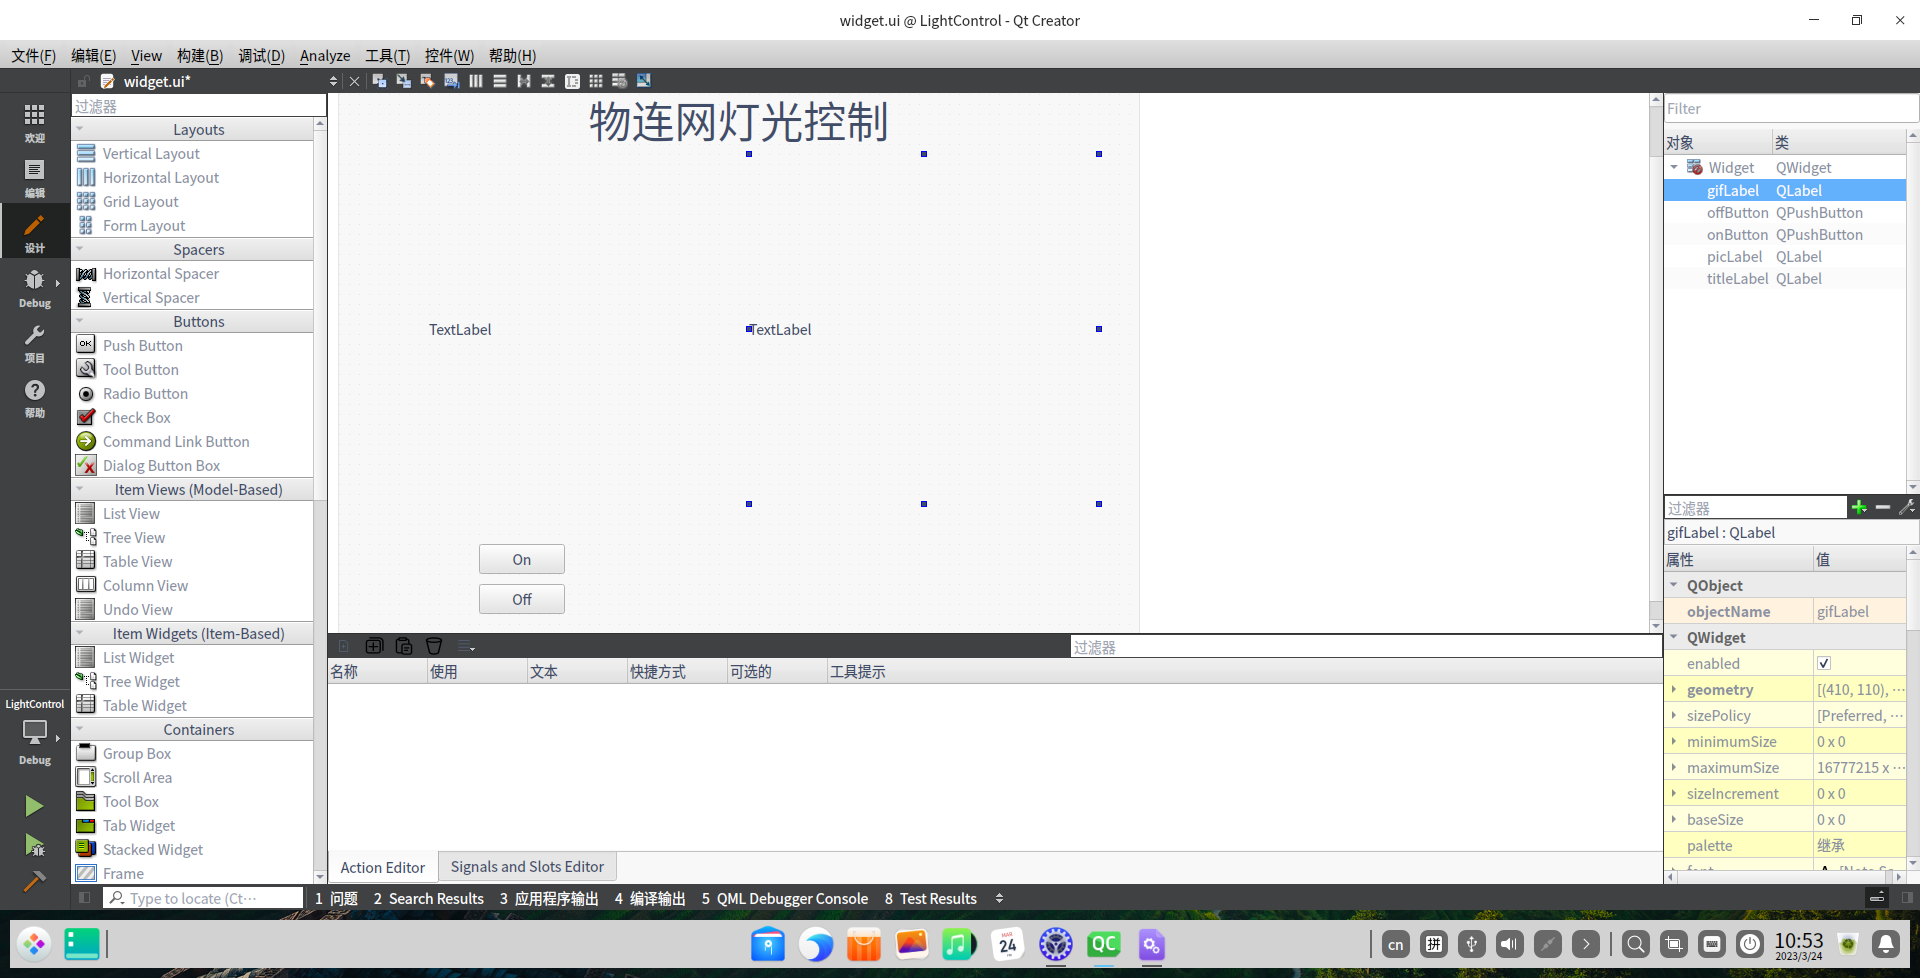 widget.ui @ LightControl - Qt Creator
文件(F) 编辑(E) View 构建(B) 调试(D) Analyze 工具(T) 控件(W) 帮助(H)
widget.ui*
欢迎
编辑
设计
Debug
项目
帮助
LightControl
Debug
过滤器
Layouts
Vertical Layout
Horizontal Layout
Grid Layout
Form Layout
Spacers
Horizontal Spacer
Vertical Spacer
Buttons
OK Push Button
Tool Button
Radio Button
Check Box
Command Link Button
Dialog Button Box
Item Views (Model-Based)
List View
Tree View
Table View
Column View
Undo View
Item Widgets (Item-Based)
List Widget
Tree Widget
Table Widget
Containers
Group Box
Scroll Area
Tool Box
Tab Widget
Stacked Widget
Frame
物连网灯光控制
TextLabel TextLabel
On
Off
过滤器
名称 使用 文本 快捷方式 可选的 工具提示
Action Editor Signals and Slots Editor
Filter
对象 类
Widget QWidget
gifLabel QLabel
offButton QPushButton
onButton QPushButton
picLabel QLabel
titleLabel QLabel
过滤器
gifLabel : QLabel
属性 值
QObject
objectName gifLabel
QWidget
enabled
geometry [(410, 110), ···
sizePolicy [Preferred, ···
minimumSize 0 x 0
maximumSize 16777215 x ···
sizeIncrement 0 x 0
baseSize 0 x 0
palette 继承
Type to locate (Ct··· 1 问题 2 Search Results 3 应用程序输出 4 编译输出 5 QML Debugger Console 8 Test Results
MAR
24
QC
cn 拼
10:53
2023/3/24